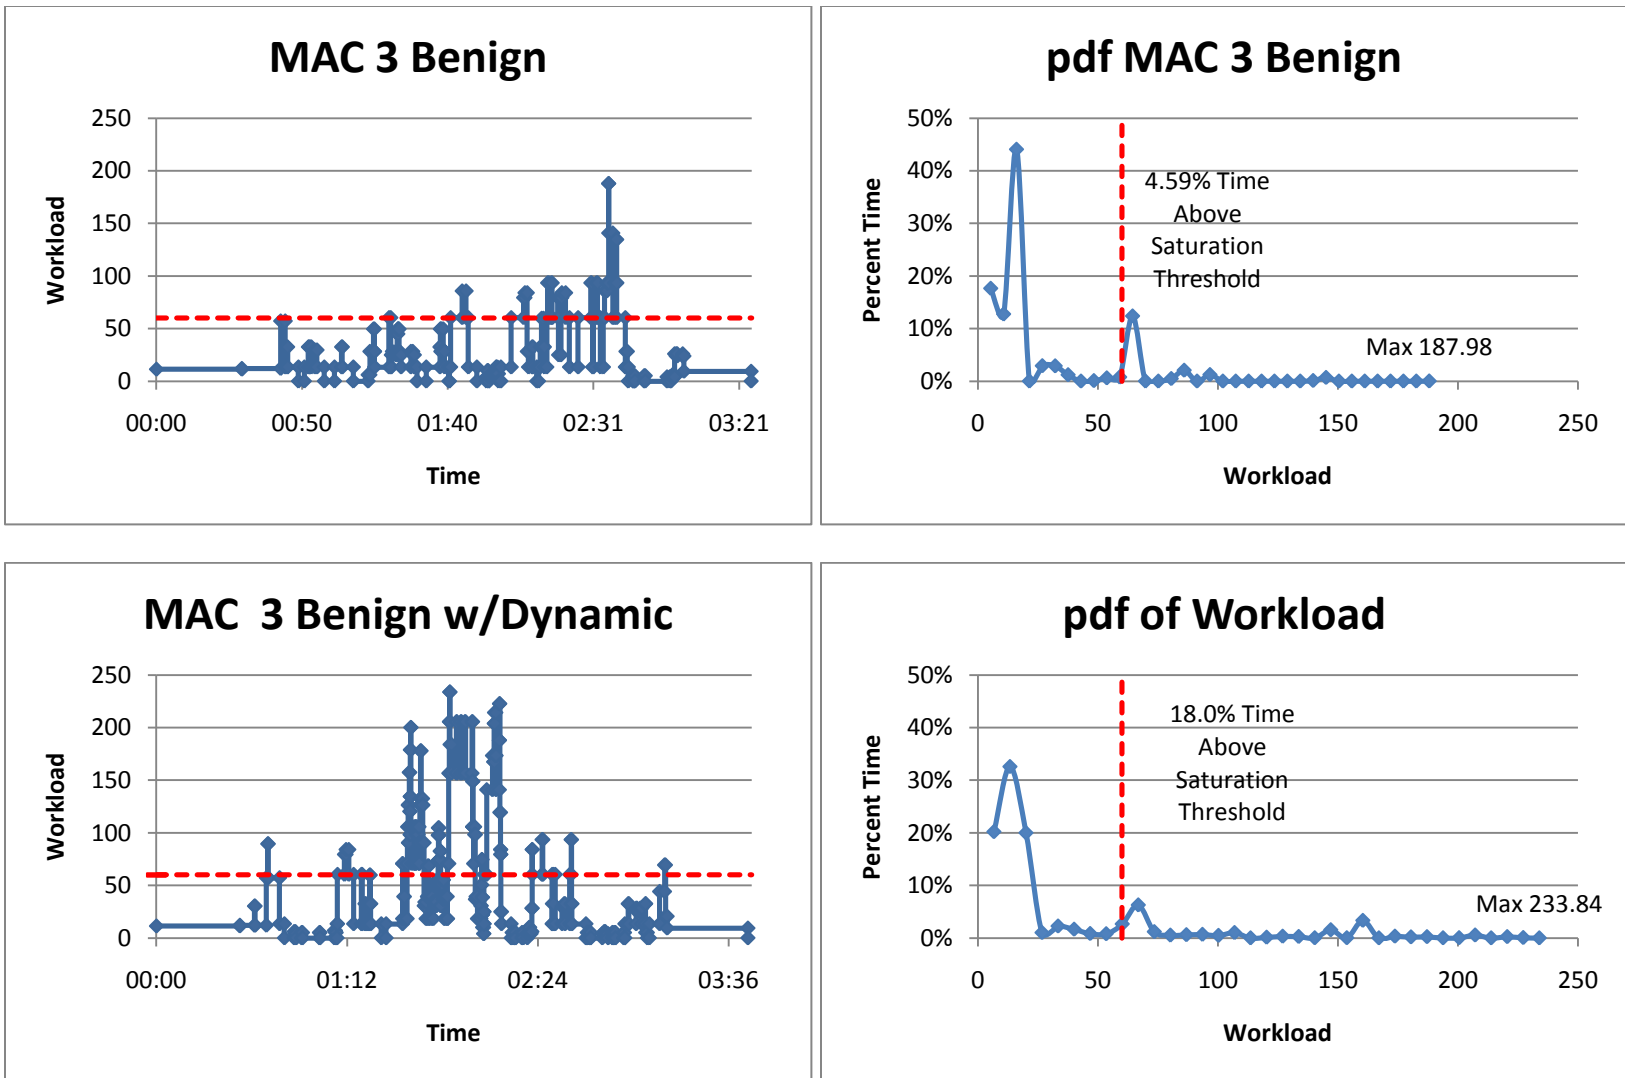 MAC 3 Benign
250
200
150
100
50
0
Workload
00:00 00:50 01:40 02:31 03:21
Time
pdf MAC 3 Benign
50%
40%
30%
20%
10%
0%
Percent Time
4.59% Time
Above
Saturation
Threshold
Max 187.98
0 50 100 150 200 250
Workload
MAC 3 Benign w/Dynamic
250
200
150
100
50
0
Workload
00:00 01:12 02:24 03:36
Time
pdf of Workload
50%
40%
30%
20%
10%
0%
Percent Time
18.0% Time
Above
Saturation
Threshold
Max 233.84
0 50 100 150 200 250
Workload